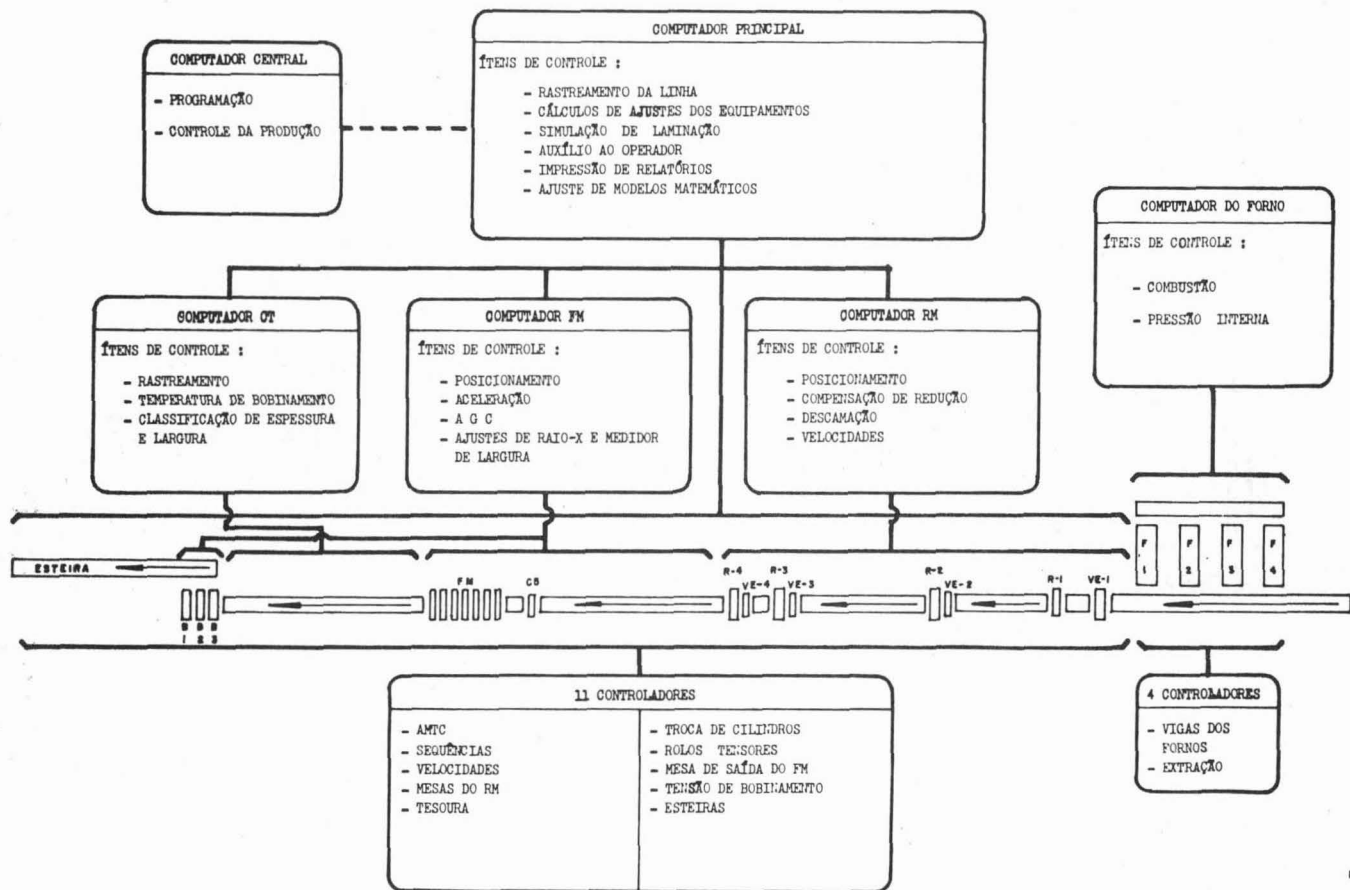 COMPUTADOR PRINCIPAL
ÍTENS DE CONTROLE :
- RASTREAMENTO DA LINHA
- CÁLCULOS DE AJUSTES DOS EQUIPAMENTOS
- SIMULAÇÃO DE LAMINAÇÃO
- AUXÍLIO AO OPERADOR
- IMPRESSÃO DE RELATÓRIOS
- AJUSTE DE MODELOS MATEMÁTICOS
COMPUTADOR CENTRAL
- PROGRAMAÇÃO
- CONTROLE DA PRODUÇÃO
COMPUTADOR DO FORNO
ÍTENS DE CONTROLE :
- COMBUSTÃO
- PRESSÃO INTERNA
COMPUTADOR CT
ÍTENS DE CONTROLE :
- RASTREAMENTO
- TEMPERATURA DE BOBINAMENTO
- CLASSIFICAÇÃO DE ESPESSURA
E LARGURA
COMPUTADOR FM
ÍTENS DE CONTROLE :
- POSICIONAMENTO
- ACELERAÇÃO
- A G C
- AJUSTES DE RAIO-X E MEDIDOR
DE LARGURA
COMPUTADOR RM
ÍTENS DE CONTROLE :
- POSICIONAMENTO
- COMPENSAÇÃO DE REDUÇÃO
- DESCAMAÇÃO
- VELOCIDADES
F F F F
1 2 3 4
ESTEIRA
FM CS R-4 VE-4 R-3 VE-3 R-2 VE-2 R-1 VE-1
B B B
1 2 3
11 CONTROLADORES
- AMTC
- SEQUÊNCIAS
- VELOCIDADES
- MESAS DO RM
- TESOURA
- TROCA DE CILINDROS
- ROLOS TENSORES
- MESA DE SAÍDA DO FM
- TENSÃO DE BOBINAMENTO
- ESTEIRAS
4 CONTROLADORES
- VIGAS DOS
FORNOS
- EXTRAÇÃO